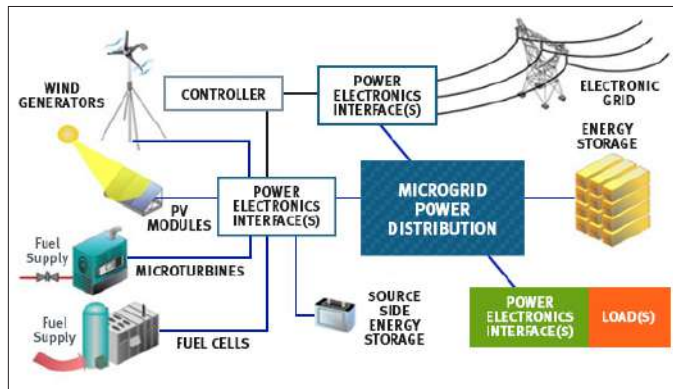 WIND
GENERATORS
CONTROLLER
POWER
ELECTRONICS
INTERFACE(S)
ELECTRONIC
GRID
ENERGY
STORAGE
PV
MODULES
POWER
ELECTRONICS
INTERFACE(S)
MICROGRID
POWER
DISTRIBUTION
Fuel
Supply
MICROTURBINES
Fuel
Supply
FUEL CELLS
SOURCE
SIDE
ENERGY
STORAGE
POWER
ELECTRONICS
INTERFACE(S)
LOAD(S)